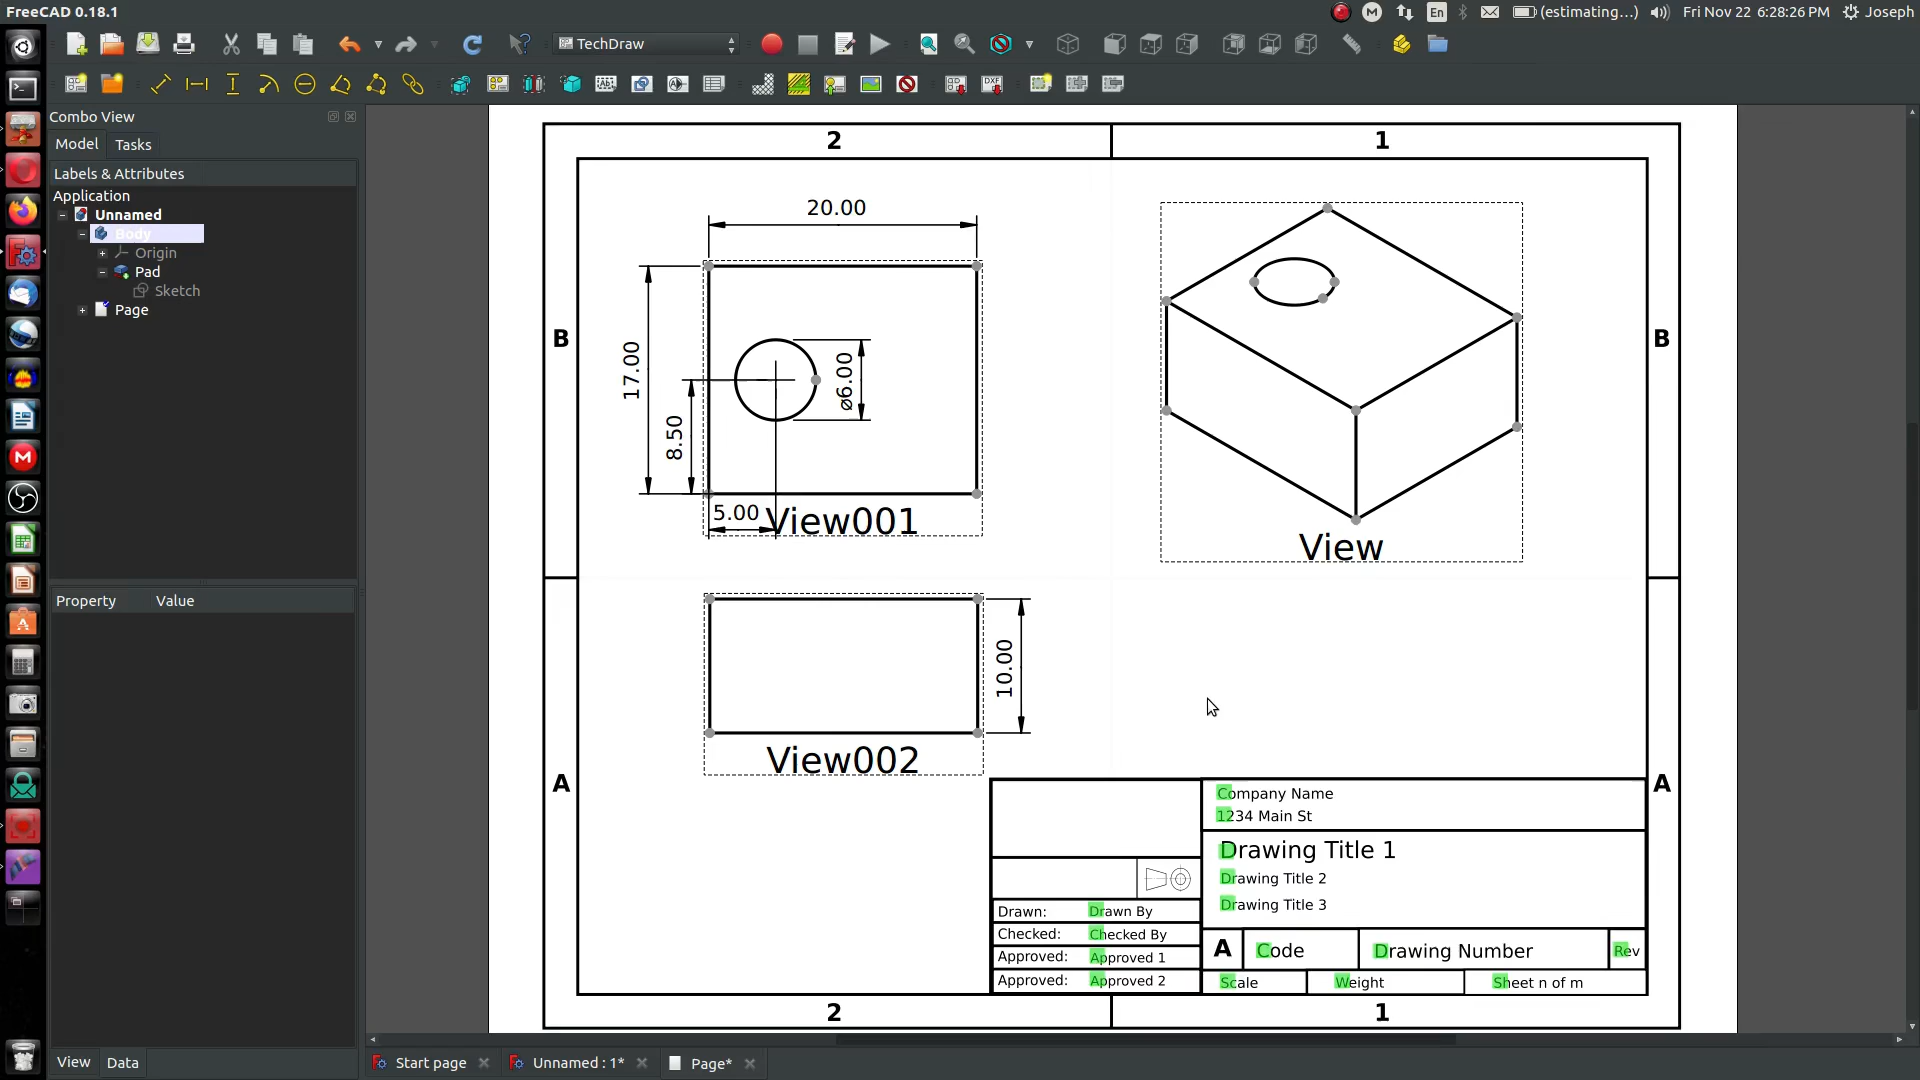 FreeCAD 0.18.1
En
(estimating...)
Fri Nov 22 6:28:26 PM
Joseph
TechDraw
Combo View
Model
Tasks
Labels & Attributes
Application
Unnamed
Body
Origin
Pad
Sketch
Page
Property
Value
View
Data
2
1
B
B
A
A
2
1
20.00
17.00
8.50
⌀6.00
5.00
View001
View
10.00
View002
Company Name
1234 Main St
Drawing Title 1
Drawing Title 2
Drawing Title 3
Drawn: Drawn By
Checked: Checked By
Approved: Approved 1
Approved: Approved 2
A
Code
Drawing Number
Rev
Scale
Weight
Sheet n of m
Start page
Unnamed : 1*
Page*